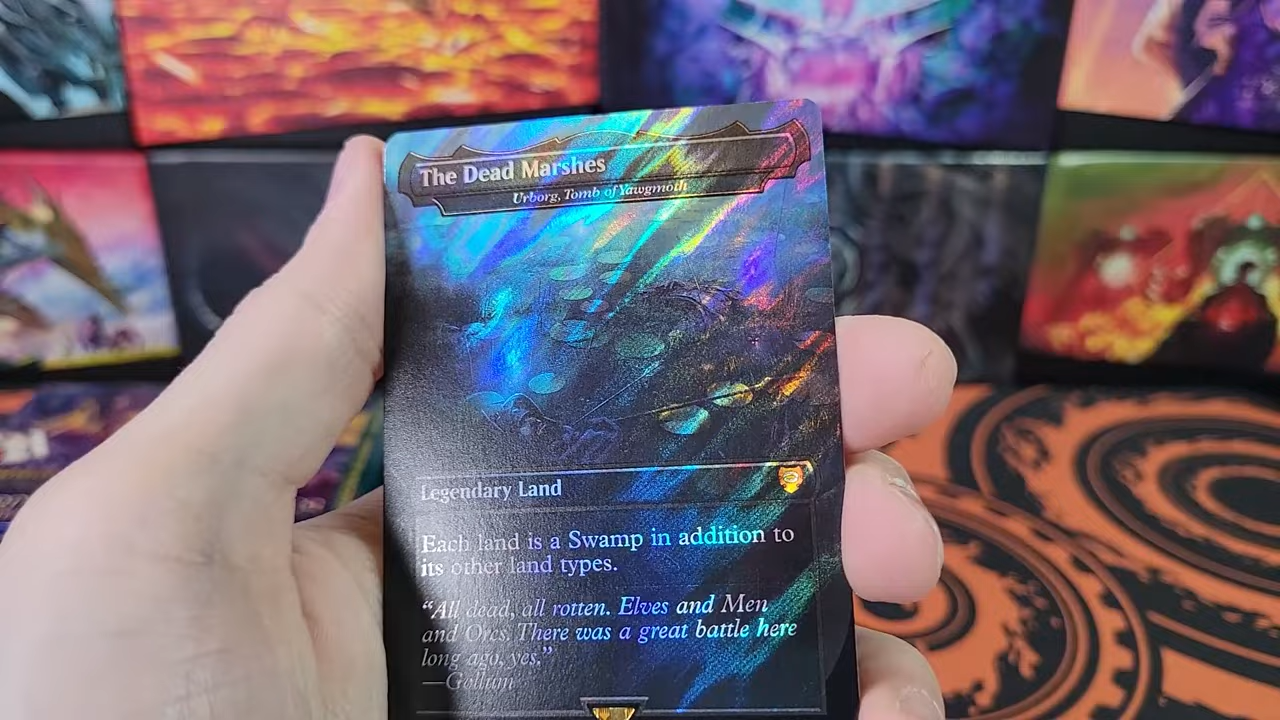 The Dead Marshes
Urborg, Tomb of Yawgmoth
Legendary Land
Each land is a Swamp in addition to
its other land types.
“All dead, all rotten. Elves and Men
and Orcs. There was a great battle here
long ago, yes.”
—Gollum